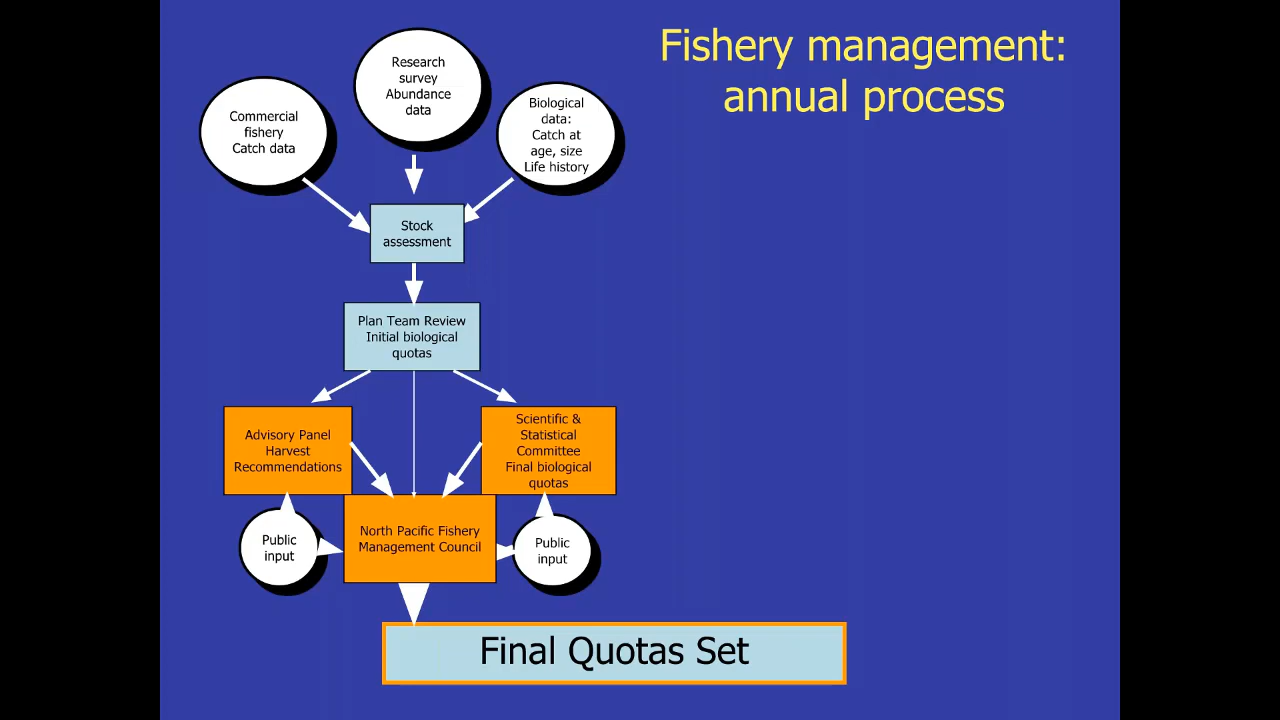 Fishery management:
annual process
Research
survey
Abundance
data
Commercial
fishery
Catch data
Biological
data:
Catch at
age, size
Life history
Stock
assessment
Plan Team Review
Initial biological
quotas
Advisory Panel
Harvest
Recommendations
Scientific &
Statistical
Committee
Final biological
quotas
Public
input
North Pacific Fishery
Management Council
Public
input
Final Quotas Set